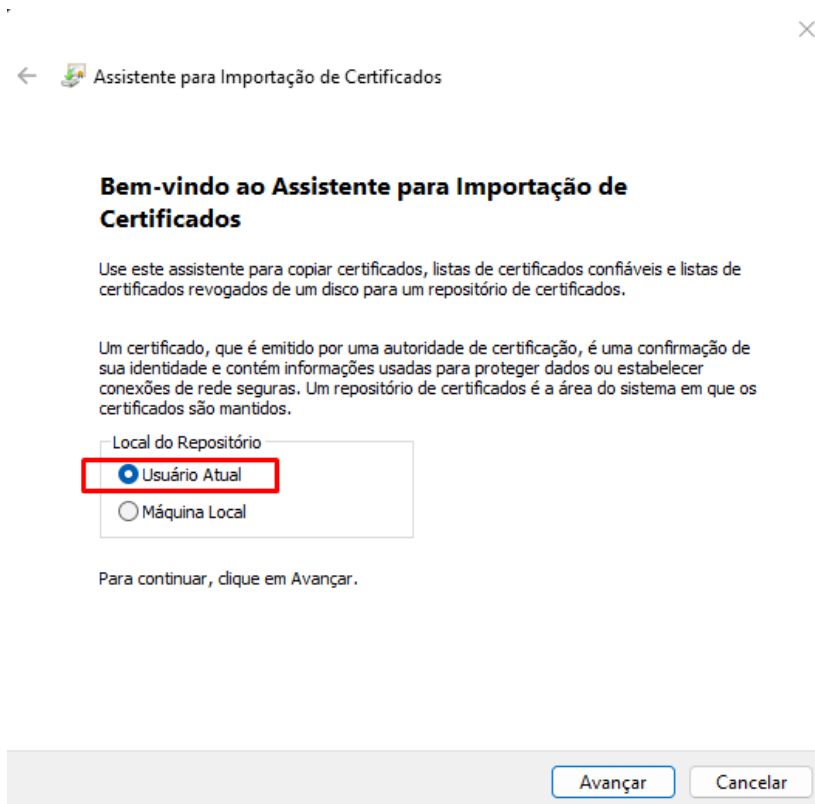 Assistente para Importação de Certificados
Bem-vindo ao Assistente para Importação de
Certificados
Use este assistente para copiar certificados, listas de certificados confiáveis e listas de
certificados revogados de um disco para um repositório de certificados.
Um certificado, que é emitido por uma autoridade de certificação, é uma confirmação de
sua identidade e contém informações usadas para proteger dados ou estabelecer
conexões de rede seguras. Um repositório de certificados é a área do sistema em que os
certificados são mantidos.
Local do Repositório
Usuário Atual
Máquina Local
Para continuar, clique em Avançar.
Avançar
Cancelar